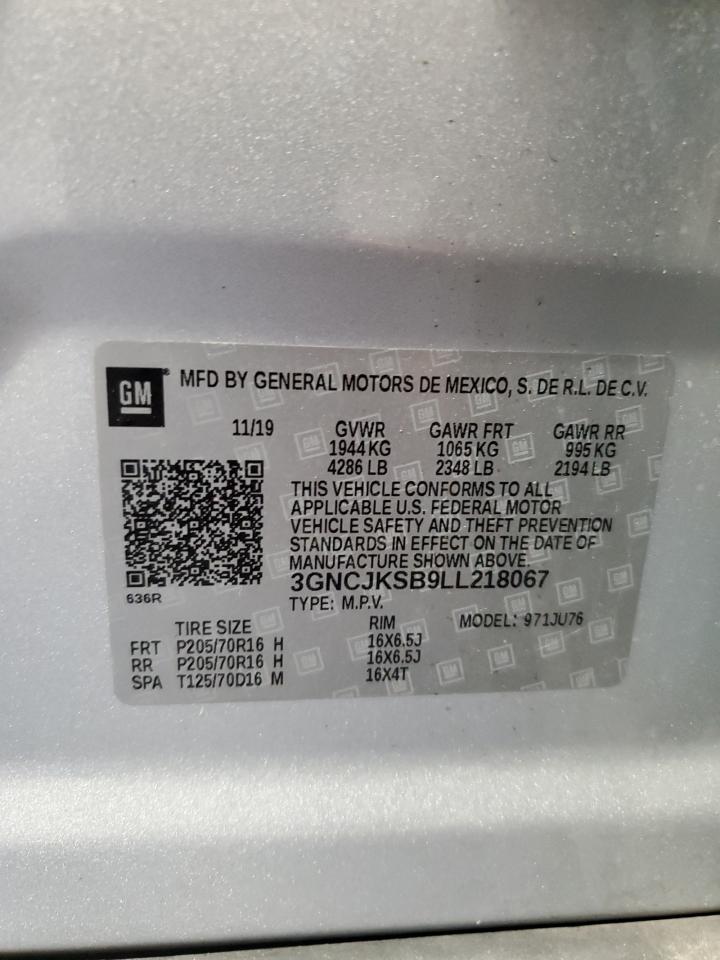 GM
MFD BY GENERAL MOTORS DE MEXICO, S. DE R.L. DE C.V.
11/19 GVWR GAWR FRT GAWR RR
1944 KG 1065 KG 995 KG
4286 LB 2348 LB 2194 LB
THIS VEHICLE CONFORMS TO ALL
APPLICABLE U.S. FEDERAL MOTOR
VEHICLE SAFETY AND THEFT PREVENTION
STANDARDS IN EFFECT ON THE DATE OF
MANUFACTURE SHOWN ABOVE.
3GNCJKSB9LL218067
636R
TYPE: M.P.V.
TIRE SIZE RIM MODEL: 971JU76
FRT P205/70R16 H 16X6.5J
RR P205/70R16 H 16X6.5J
SPA T125/70D16 M 16X4T